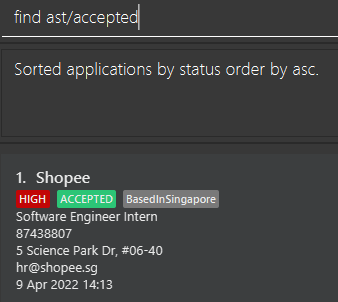 find ast/accepted
Sorted applications by status order by asc.
1. Shopee
HIGH ACCEPTED BasedInSingapore
Software Engineer Intern
87438807
5 Science Park Dr, #06-40
hr@shopee.sg
9 Apr 2022 14:13